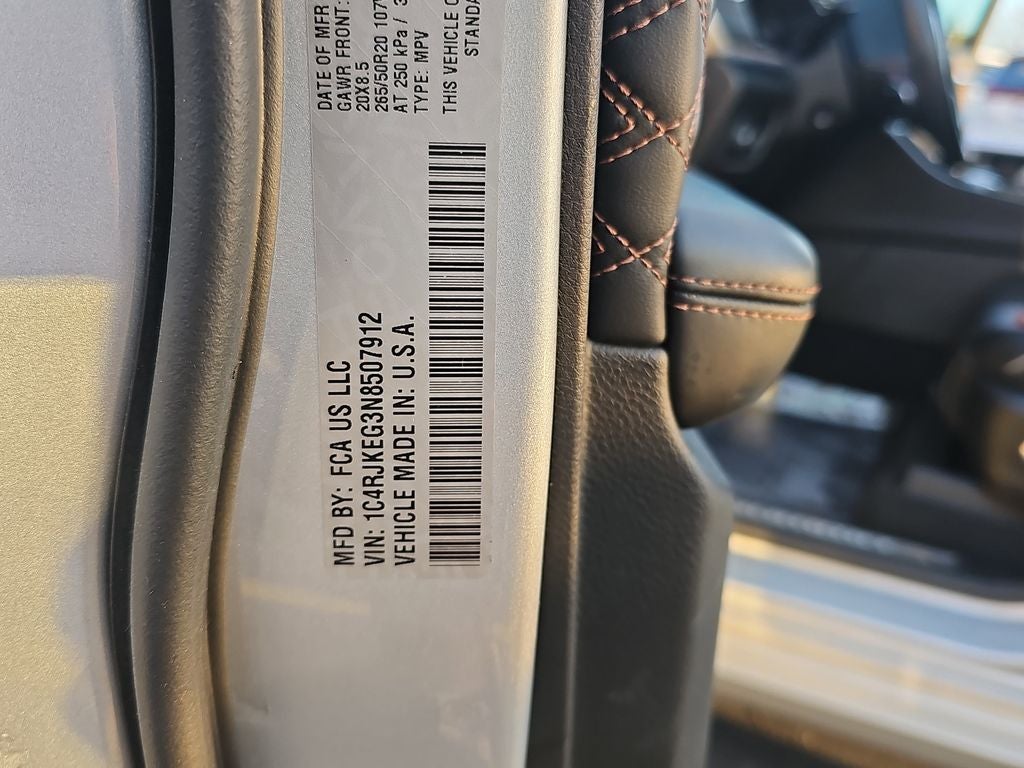 MFD BY: FCA US LLC
VIN: 1C4RJKEG3N8507912
VEHICLE MADE IN: U.S.A.
DATE OF MFR
GAWR FRONT:
20X8.5
265/50R20 107
AT 250 kPa /
TYPE: MPV
THIS VEHICLE
STANDA